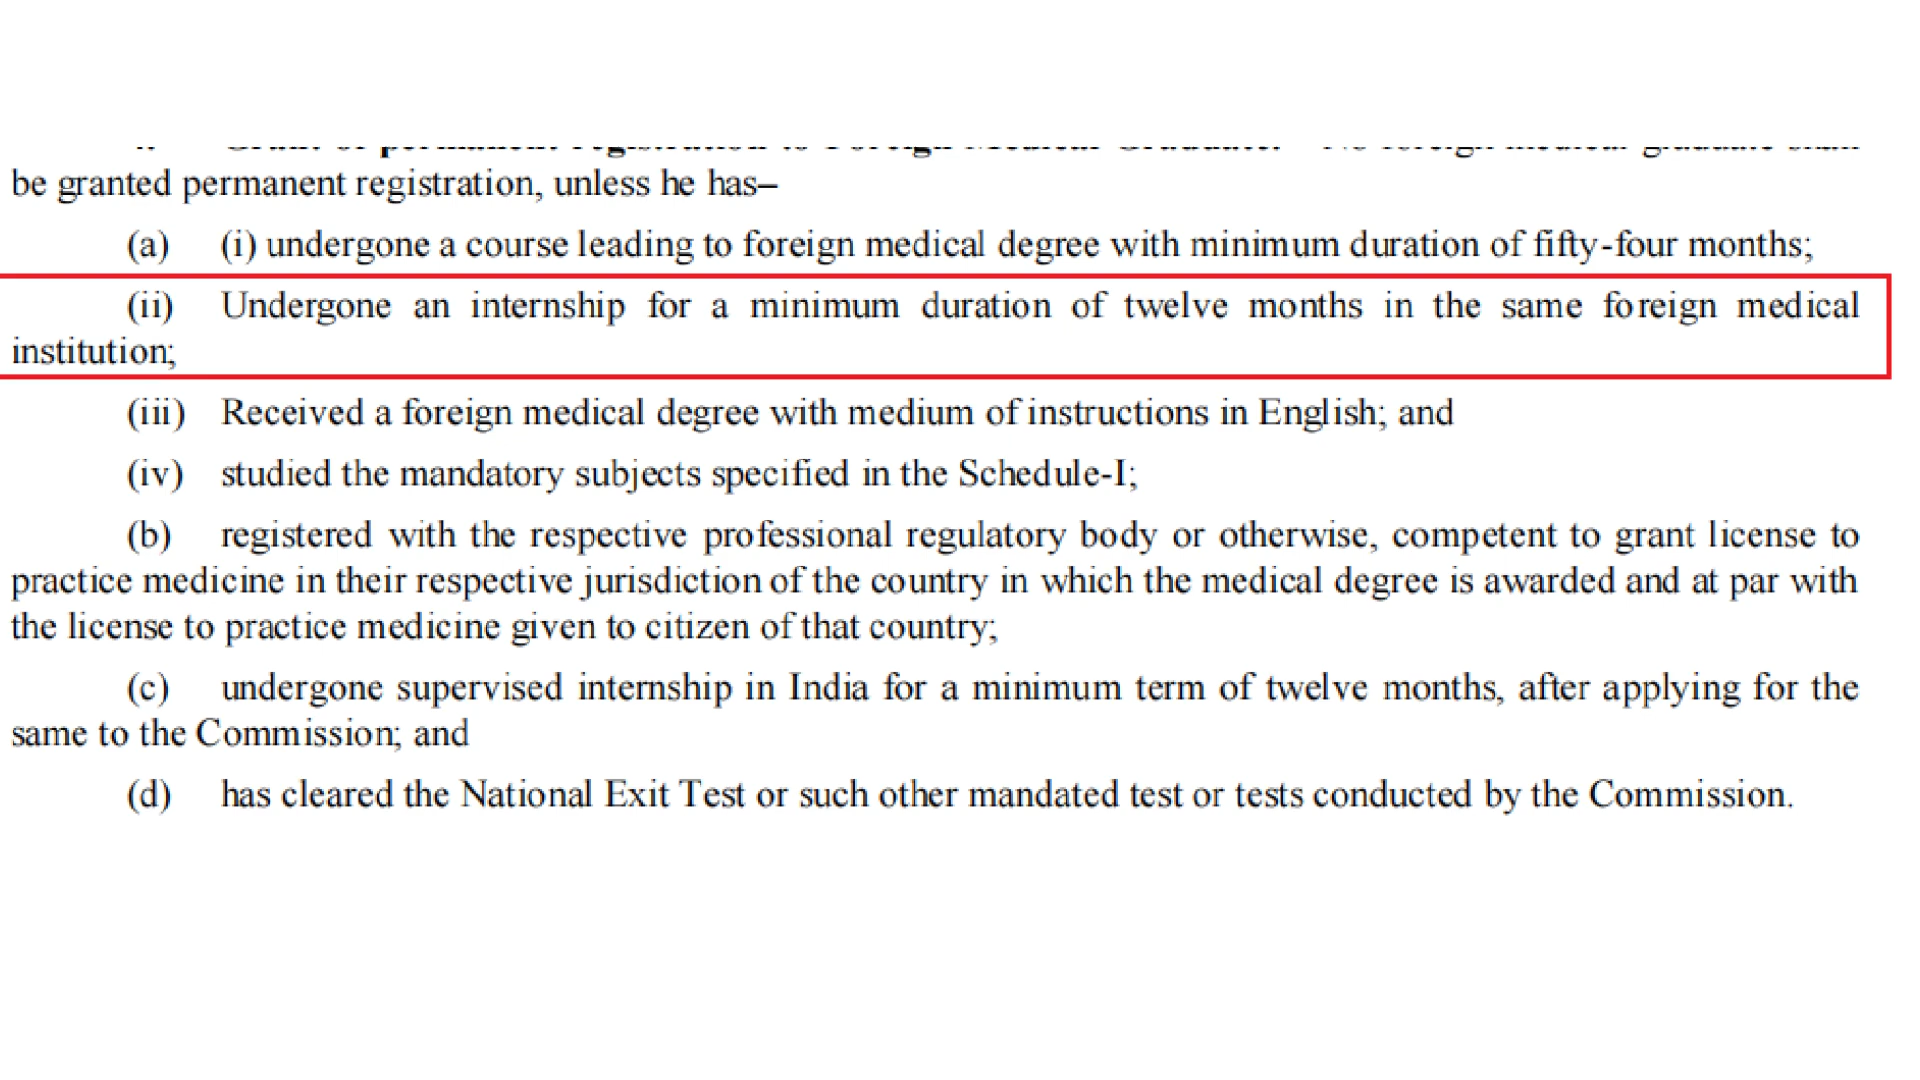 be granted permanent registration, unless he has–
(a) (i) undergone a course leading to foreign medical degree with minimum duration of fifty-four months;
(ii) Undergone an internship for a minimum duration of twelve months in the same foreign medical
institution;
(iii) Received a foreign medical degree with medium of instructions in English; and
(iv) studied the mandatory subjects specified in the Schedule-I;
(b) registered with the respective professional regulatory body or otherwise, competent to grant license to
practice medicine in their respective jurisdiction of the country in which the medical degree is awarded and at par with
the license to practice medicine given to citizen of that country;
(c) undergone supervised internship in India for a minimum term of twelve months, after applying for the
same to the Commission; and
(d) has cleared the National Exit Test or such other mandated test or tests conducted by the Commission.